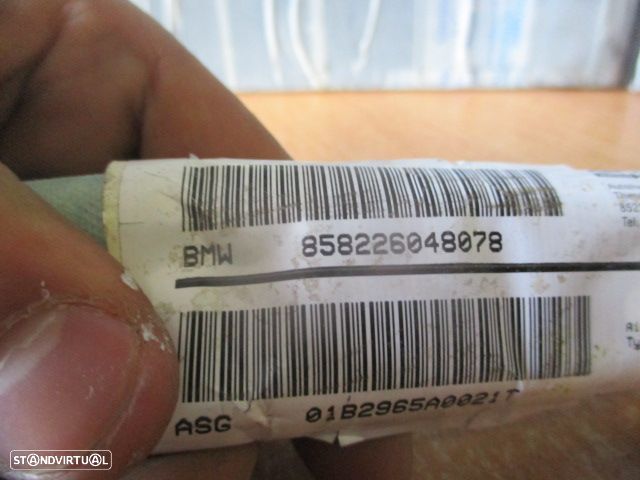 BMW 858226048078
ASG 01B2965A0021T
STANDVIRTUAL